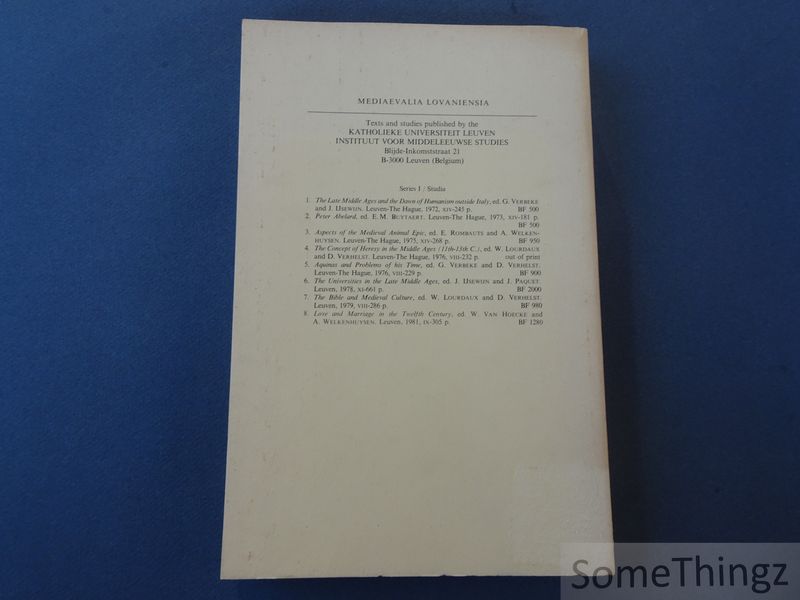 MEDIAEVALIA LOVANIENSIA
Texts and studies published by the
KATHOLIEKE UNIVERSITEIT LEUVEN
INSTITUUT VOOR MIDDELEEUWSE STUDIES
Blijde-Inkomststraat 21
B-3000 Leuven (Belgium)
Series I / Studia
1. The Late Middle Ages and the Dawn of Humanism outside Italy, ed. G. VERBEKE
and J. IJSEWIJN. Leuven-The Hague, 1972, XIV-245 p. BF 500
2. Peter Abelard, ed. E.M. BUYTAERT. Leuven-The Hague, 1973, XIV-181 p.
BF 500
3. Aspects of the Medieval Animal Epic, ed. E. ROMBAUTS and A. WELKEN-
HUYSEN. Leuven-The Hague, 1975, XIV-268 p. BF 950
4. The Concept of Heresy in the Middle Ages (11th-13th C.), ed. W. LOURDAUX
and D. VERHELST. Leuven-The Hague, 1976, VIII-232 p. out of print
5. Aquinas and Problems of his Time, ed. G. VERBEKE and D. VERHELST.
Leuven-The Hague, 1976, VIII-229 p. BF 900
6. The Universities in the Late Middle Ages, ed. J. IJSEWIJN and J. PAQUET.
Leuven, 1978, XI-661 p. BF 2000
7. The Bible and Medieval Culture, ed. W. LOURDAUX and D. VERHELST.
Leuven, 1979, VIII-286 p. BF 980
8. Love and Marriage in the Twelfth Century, ed. W. VAN HOECKE and
A. WELKENHUYSEN. Leuven, 1981, IX-305 p. BF 1280
SomeThingz